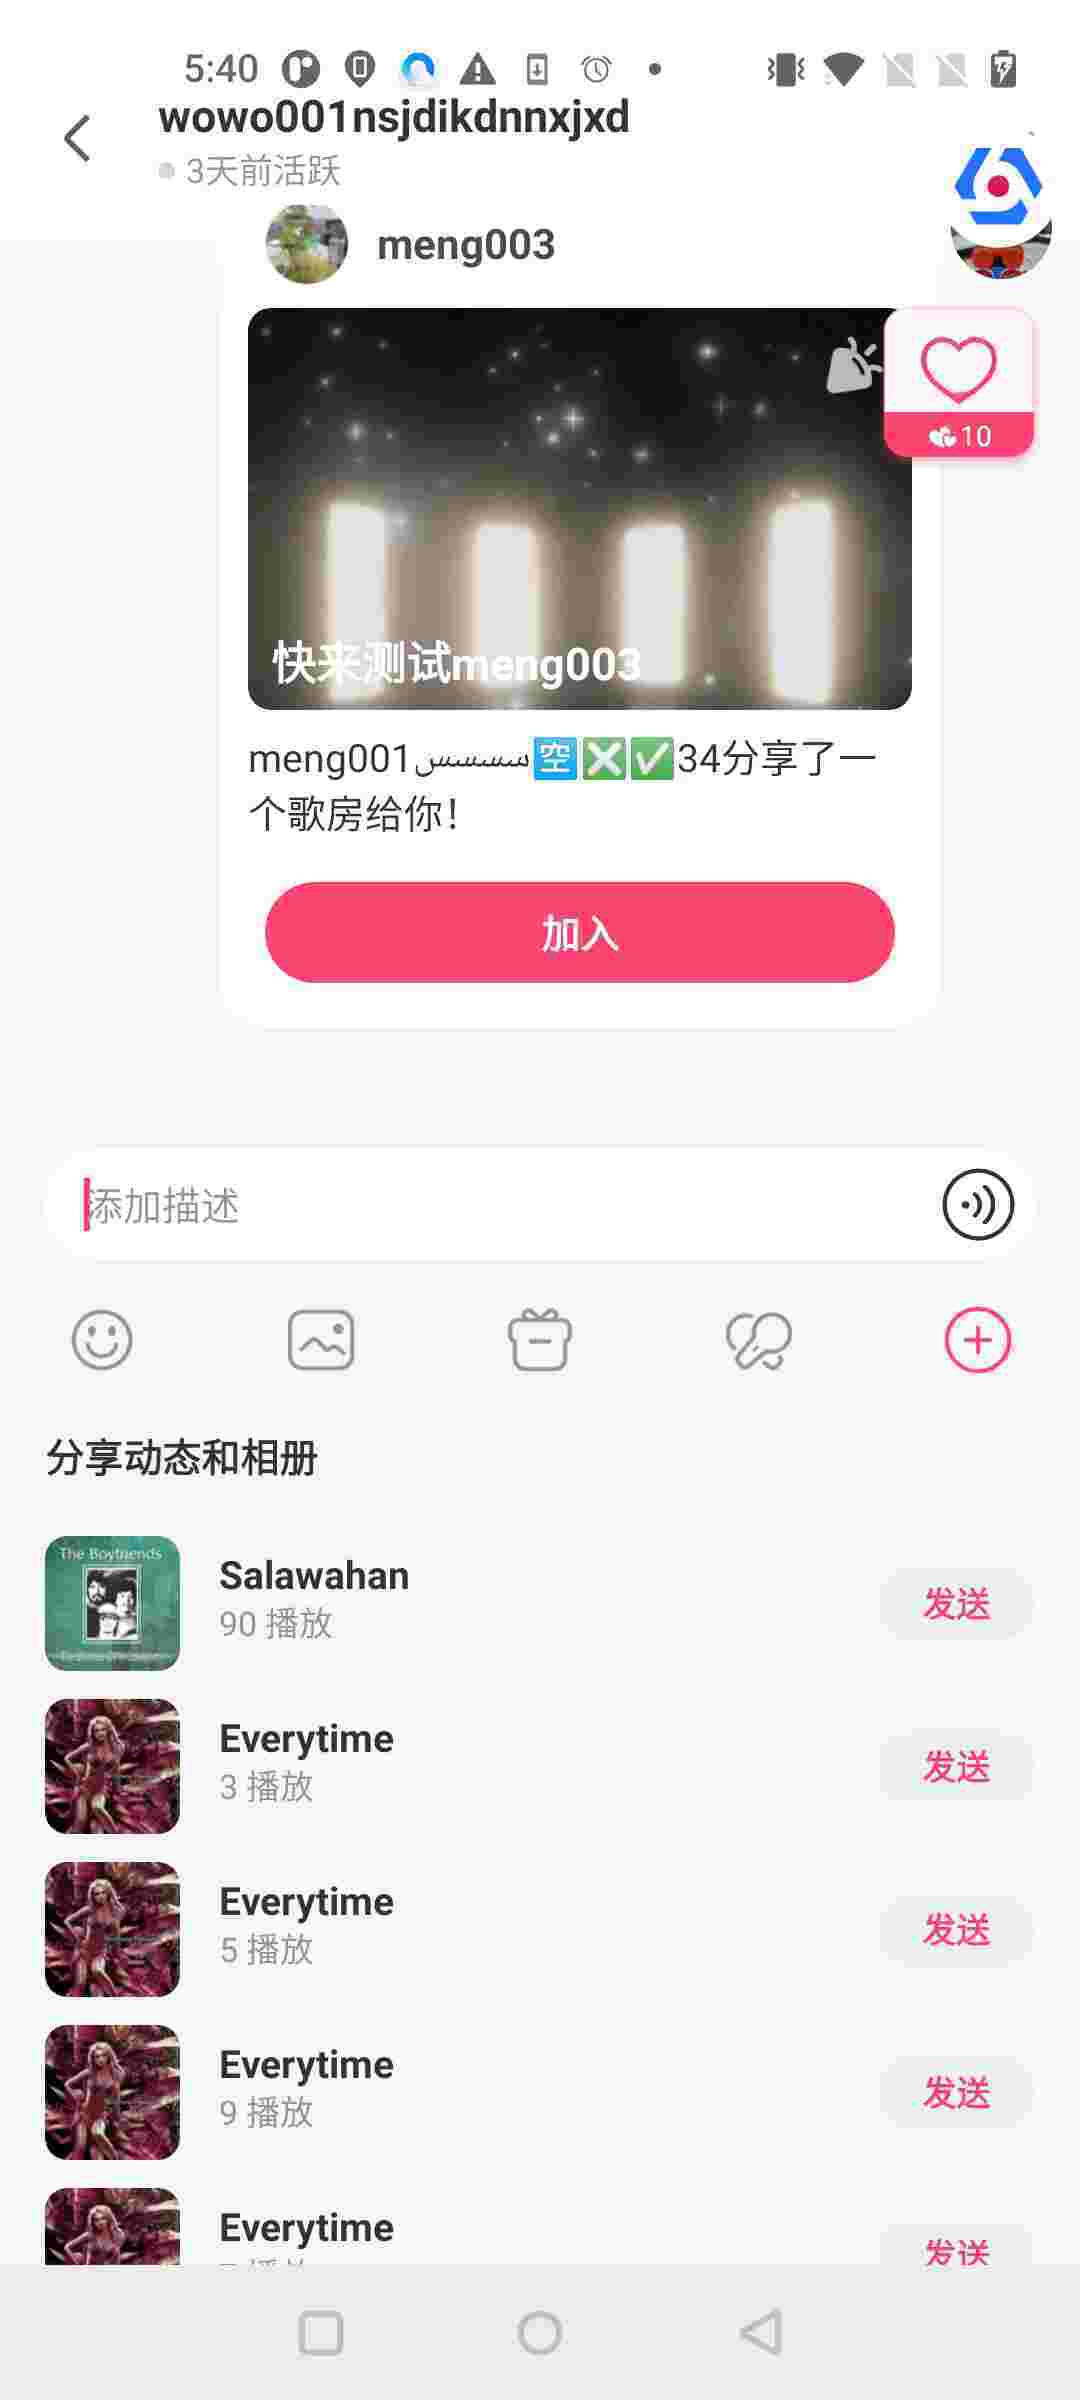 5:40
wowo001nsjdikdnnxjxd
3天前活跃
meng003
10
快来测试meng003
meng001سسسس🈳❎✅34分享了一
个歌房给你！
加入
添加描述
分享动态和相册
The Boyfriends
Salawahan
90 播放
发送
Everytime
3 播放
发送
Everytime
5 播放
发送
Everytime
9 播放
发送
Everytime
发送